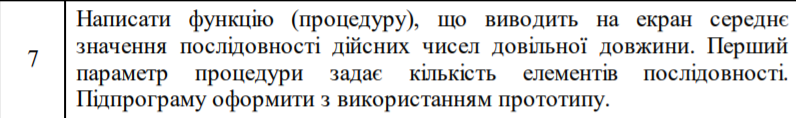 7
Написати функцію (процедуру), що виводить на екран середнє
значення послідовності дійсних чисел довільної довжини. Перший
параметр процедури задає кількість елементів послідовності.
Підпрограму оформити з використанням прототипу.